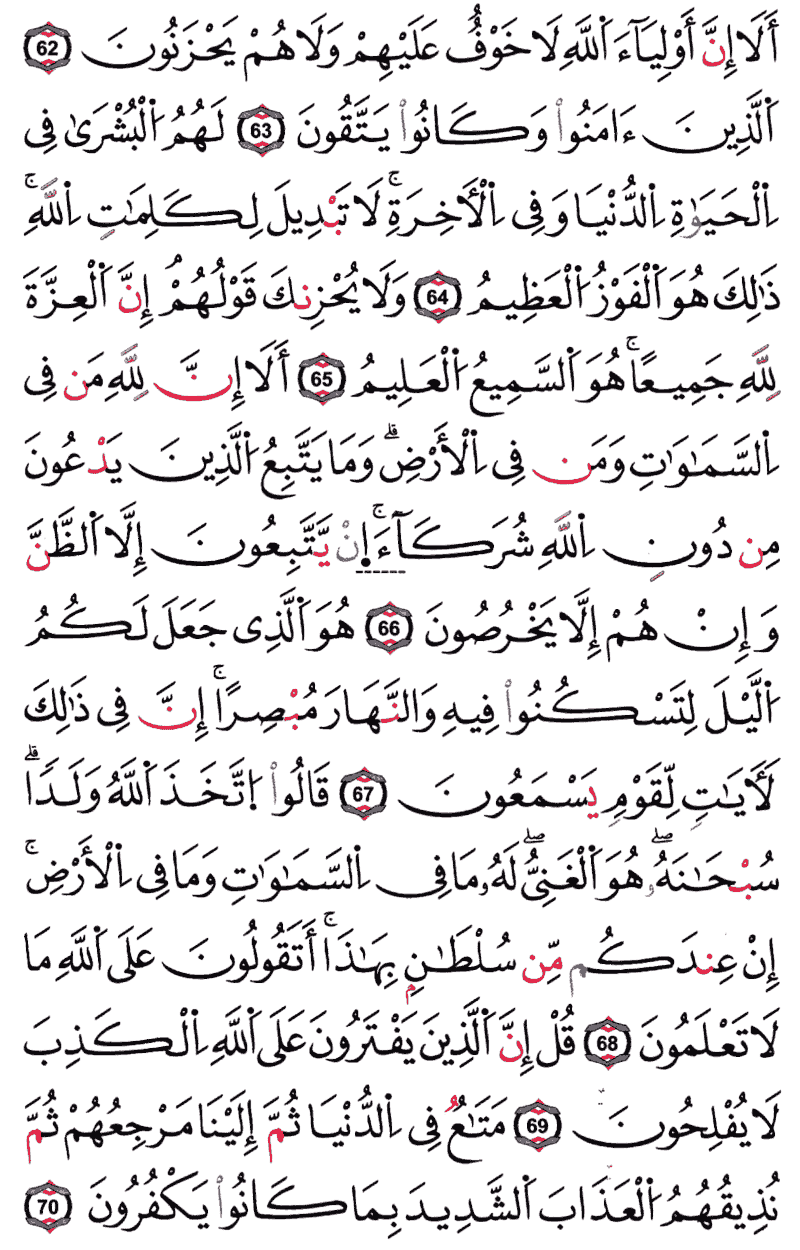 أَلَا إِنَّ أَوْلِيَآءَ ٱللَّهِ لَا خَوْفٌ عَلَيْهِمْ وَلَا هُمْ يَحْزَنُونَ 62
ٱلَّذِينَ ءَامَنُوا۟ وَكَانُوا۟ يَتَّقُونَ 63 لَهُمُ ٱلْبُشْرَىٰ فِى
ٱلْحَيَوٰةِ ٱلدُّنْيَا وَفِى ٱلْأَخِرَةِ ۚ لَا تَبْدِيلَ لِكَلِمَٰتِ ٱللَّهِ ۚ
ذَٰلِكَ هُوَ ٱلْفَوْزُ ٱلْعَظِيمُ 64 وَلَا يُحْزِنكَ قَوْلُهُمْ إِنَّ ٱلْعِزَّةَ
لِلَّهِ جَمِيعًا ۚ هُوَ ٱلسَّمِيعُ ٱلْعَلِيمُ 65 أَلَا إِنَّ لِلَّهِ مَن فِى
ٱلسَّمَٰوَٰتِ وَمَن فِى ٱلْأَرْضِ ۗ وَمَا يَتَّبِعُ ٱلَّذِينَ يَدْعُونَ
مِن دُونِ ٱللَّهِ شُرَكَآءَ ۚ إِنْ يَّتَّبِعُونَ إِلَّا ٱلظَّنَّ
وَإِنْ هُمْ إِلَّا يَخْرُصُونَ 66 هُوَ ٱلَّذِى جَعَلَ لَكُمُ
ٱلَّيْلَ لِتَسْكُنُوا۟ فِيهِ وَالنَّهَارَ مُبْصِرًا ۚ إِنَّ فِى ذَٰلِكَ
لَأَيَٰتٍ لِّقَوْمٍ يَسْمَعُونَ 67 قَالُوا۟ ٱتَّخَذَ ٱللَّهُ وَلَدًا ۗ
سُبْحَٰنَهُۥ ۖ هُوَ ٱلْغَنِىُّ ۖ لَهُۥ مَا فِى ٱلسَّمَٰوَٰتِ وَمَا فِى ٱلْأَرْضِ ۚ
إِنْ عِندَكُم مِّن سُلْطَٰنٍۭ بِهَٰذَا ۚ أَتَقُولُونَ عَلَى ٱللَّهِ مَا
لَا تَعْلَمُونَ 68 قُلْ إِنَّ ٱلَّذِينَ يَفْتَرُونَ عَلَى ٱللَّهِ ٱلْكَذِبَ
لَا يُفْلِحُونَ 69 مَتَٰعٌ فِى ٱلدُّنْيَا ثُمَّ إِلَيْنَا مَرْجِعُهُمْ ثُمَّ
نُذِيقُهُمُ ٱلْعَذَابَ ٱلشَّدِيدَ بِمَا كَانُوا۟ يَكْفُرُونَ 70